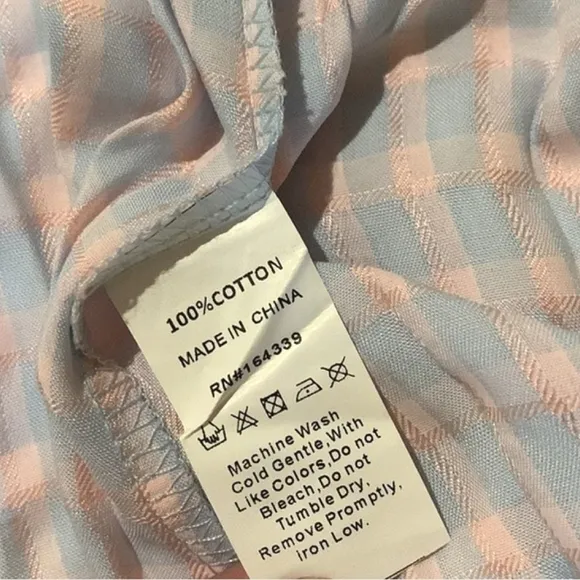 100%COTTON
MADE IN CHINA
RN#164339
Machine Wash
Cold Gentle,With
Like Colors,Do not
Bleach,Do not
Tumble Dry,
Remove Promptly,
iron Low.